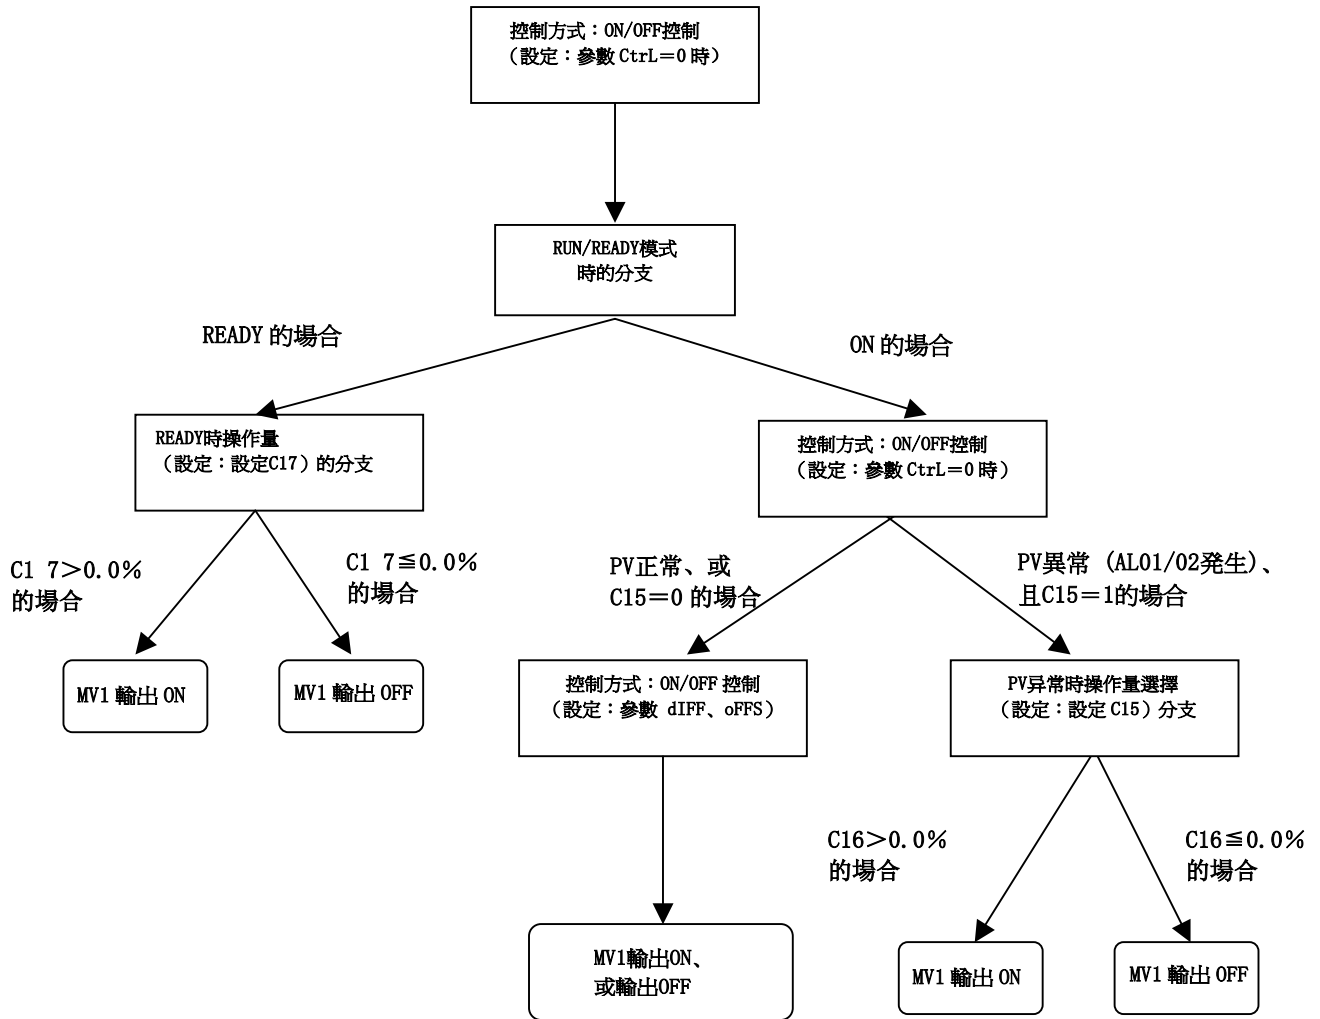 控制方式：ON/OFF控制
（設定：參數 CtrL＝0 時）
RUN/READY模式
時的分支
READY 的場合
ON 的場合
READY時操作量
（設定：設定C17）的分支
控制方式：ON/OFF控制
（設定：參數 CtrL＝0 時）
C1 7＞0.0%
的場合
C1 7≦0.0%
的場合
PV正常、或
C15＝0 的場合
PV異常 (AL01/02発生)、
且C15＝1的場合
MV1 輸出 ON
MV1 輸出 OFF
控制方式：ON/OFF 控制
（設定：參數 dIFF、oFFS）
PV异常時操作量選擇
（設定：設定 C15）分支
C16＞0.0%
的場合
C16≦0.0%
的場合
MV1輸出ON、
或輸出OFF
MV1 輸出 ON
MV1 輸出 OFF